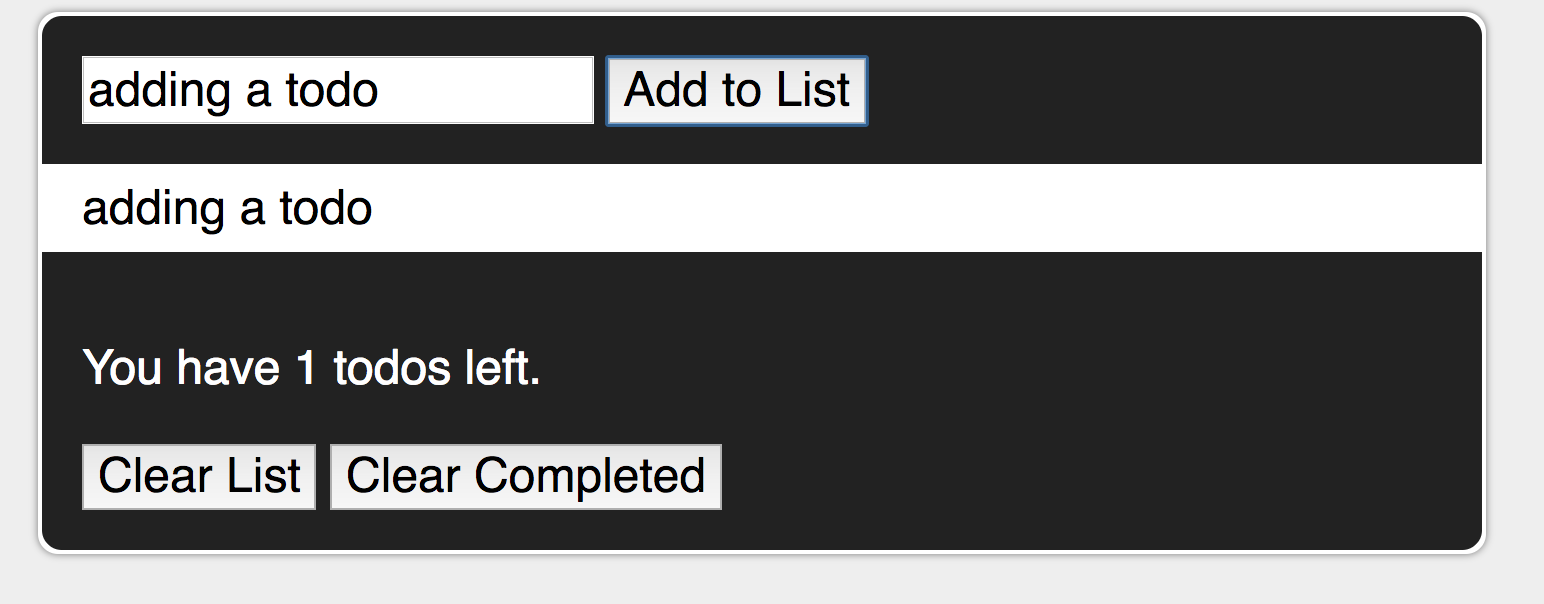 adding a todo Add to List
adding a todo
You have 1 todos left.
Clear List Clear Completed